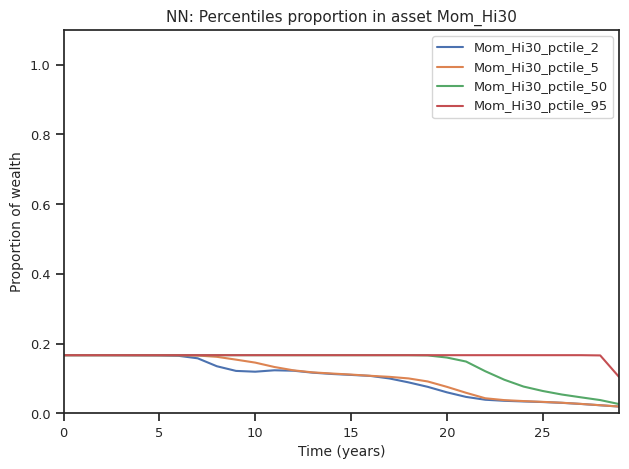 NN: Percentiles proportion in asset Mom_Hi30
Mom_Hi30_pctile_2
Mom_Hi30_pctile_5
Mom_Hi30_pctile_50
Mom_Hi30_pctile_95
Proportion of wealth
1.0
0.8
0.6
0.4
0.2
0.0
0 5 10 15 20 25
Time (years)